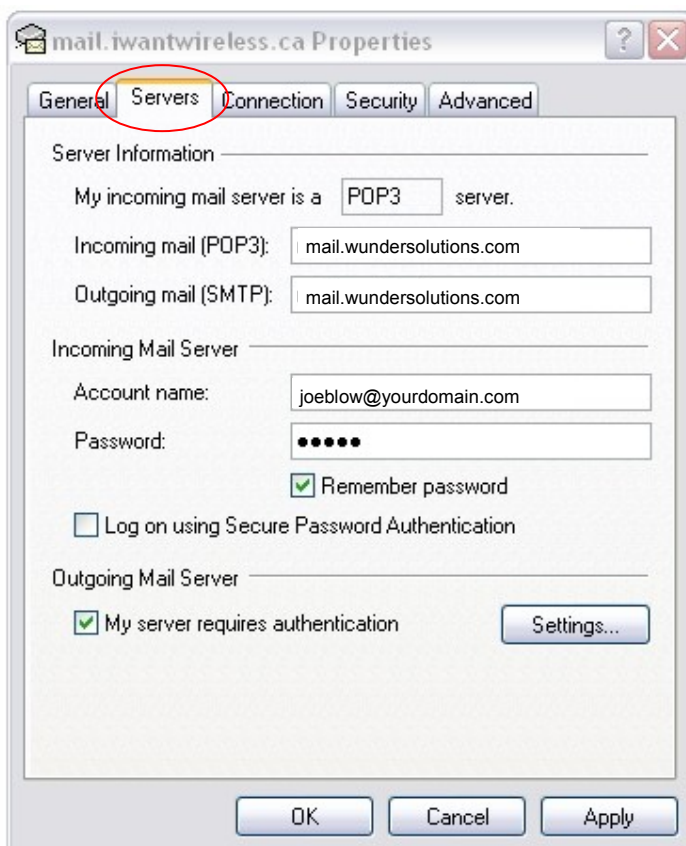 mail.iwantwireless.ca Properties
General Servers Connection Security Advanced
Server Information
My incoming mail server is a POP3 server.
Incoming mail (POP3): mail.wundersolutions.com
Outgoing mail (SMTP): mail.wundersolutions.com
Incoming Mail Server
Account name: joeblow@yourdomain.com
Password: •••••
Remember password
Log on using Secure Password Authentication
Outgoing Mail Server
My server requires authentication Settings...
OK Cancel Apply